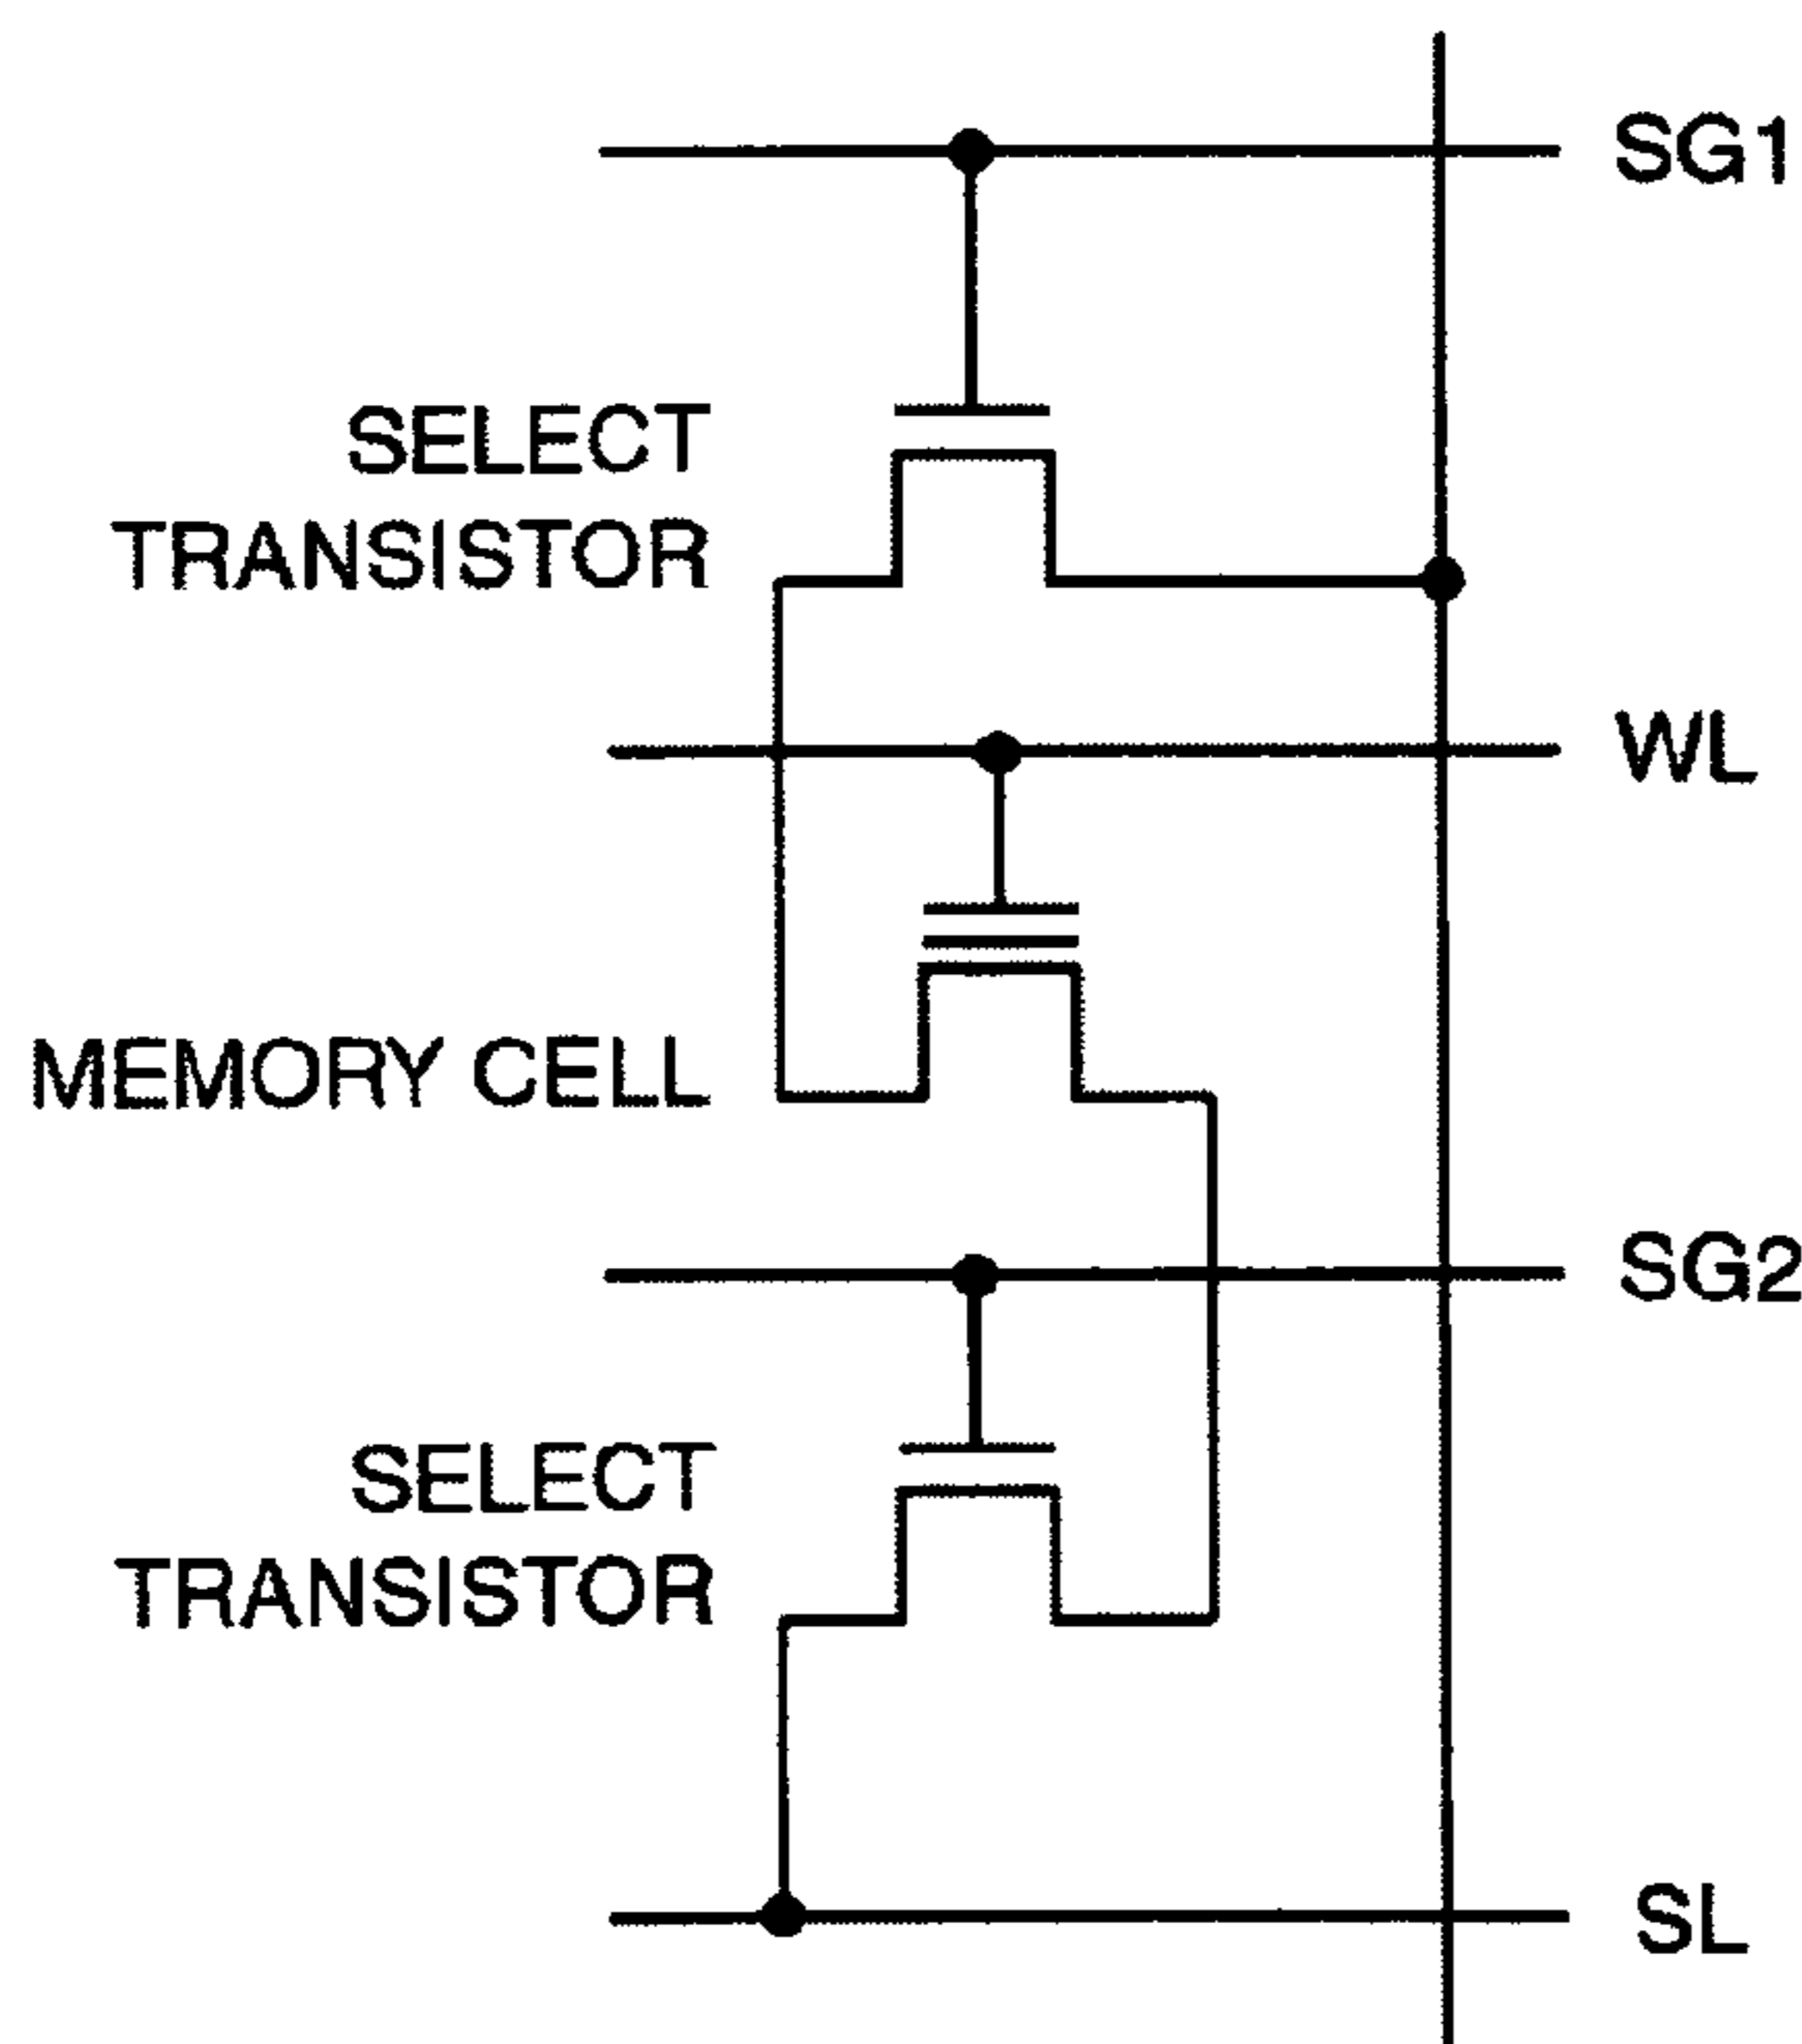 SG1
SELECT
TRANSISTOR
WL
MEMORY CELL
SG2
SELECT
TRANSISTOR
SL